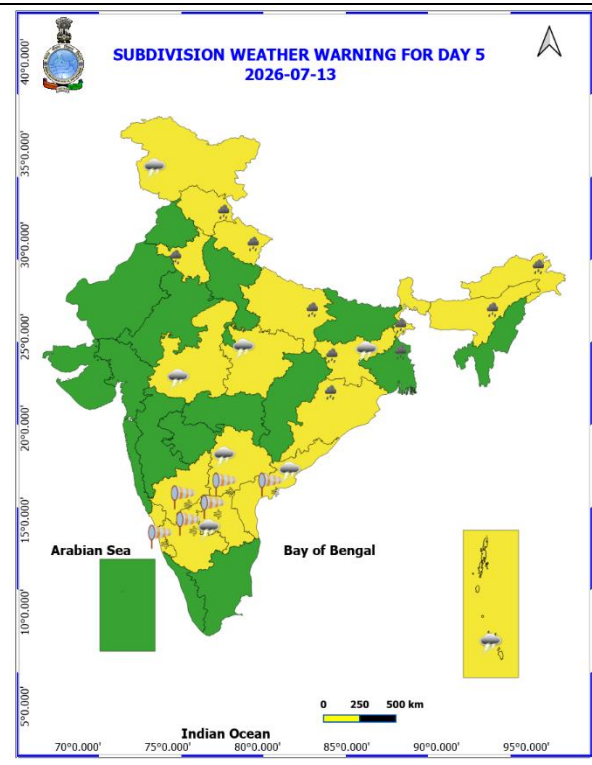 SUBDIVISION WEATHER WARNING FOR DAY 5
2026-07-13
40°0.000'
35°0.000'
30°0.000'
25°0.000'
20°0.000'
15°0.000'
10°0.000'
5°0.000'
Arabian Sea
Bay of Bengal
0 250 500 km
Indian Ocean
70°0.000' 75°0.000' 80°0.000' 85°0.000' 90°0.000' 95°0.000'